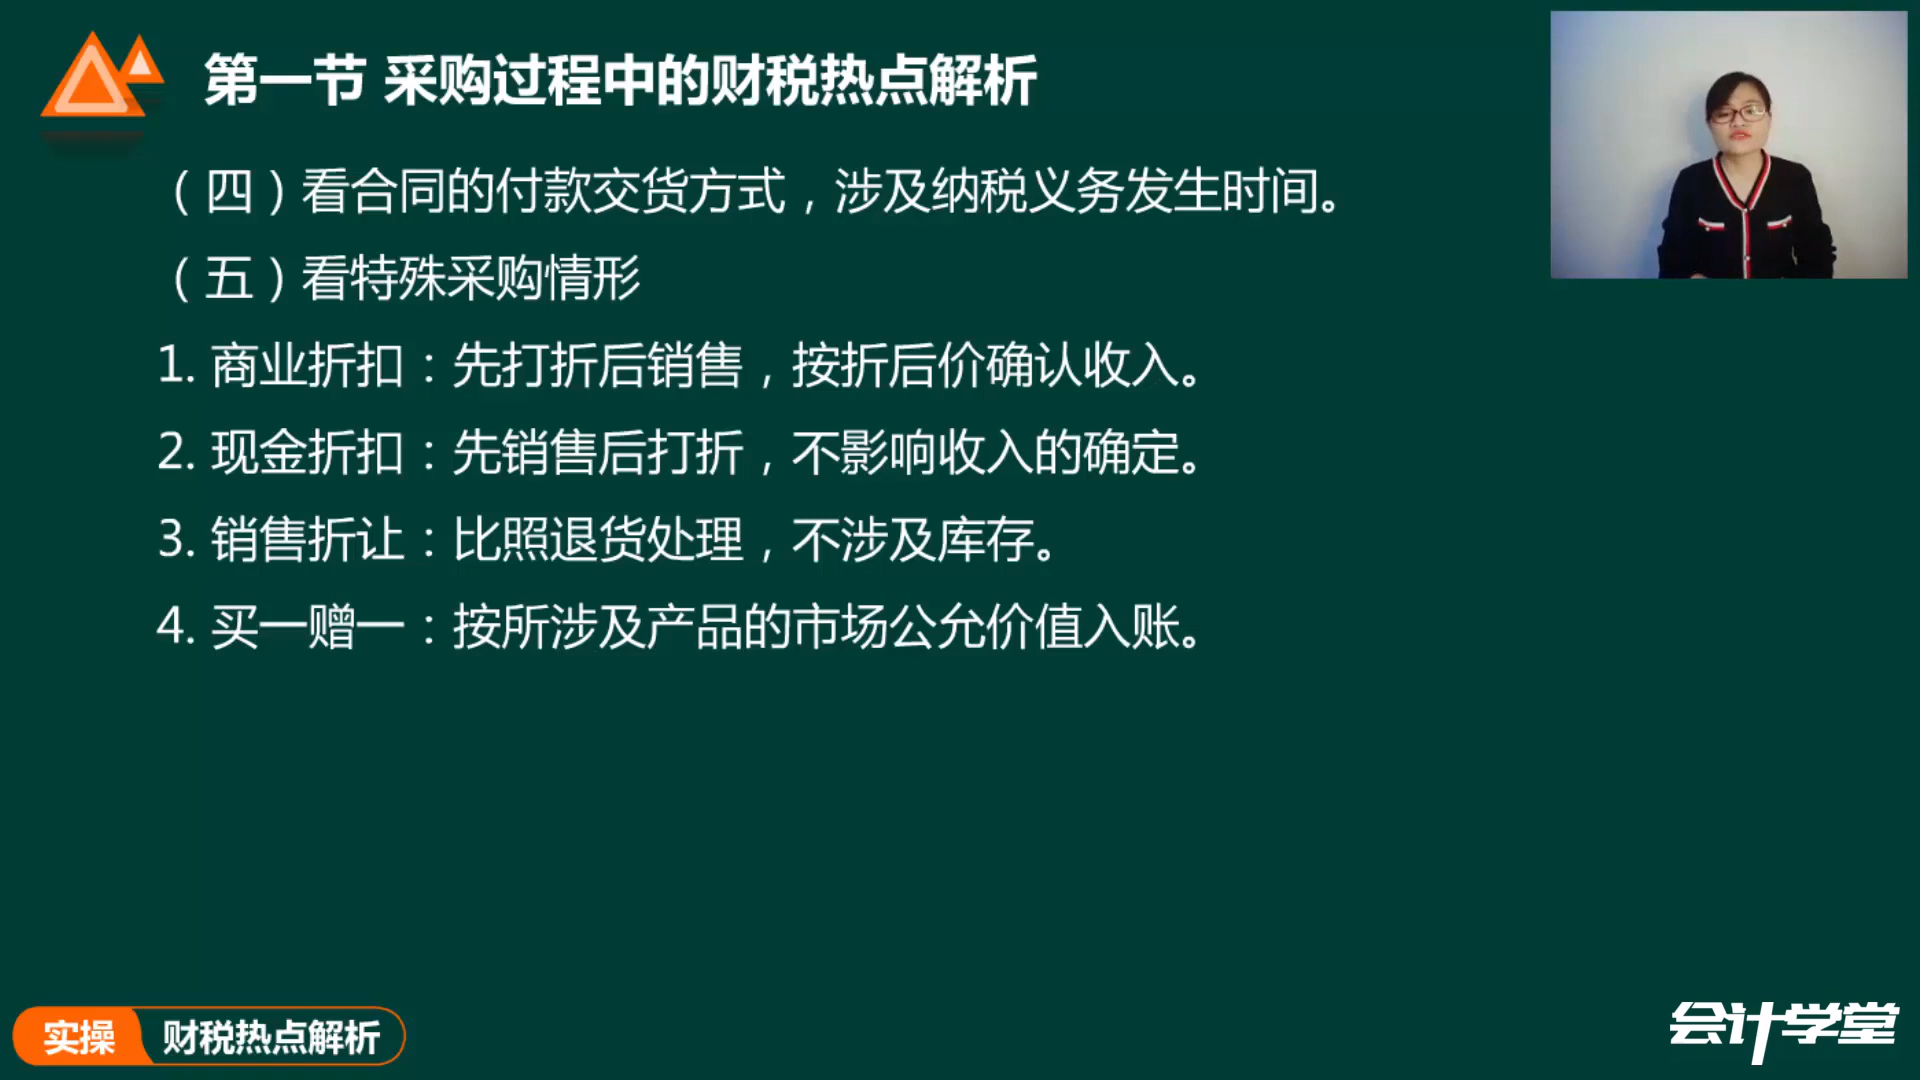 第一节 采购过程中的财税热点解析
（四）看合同的付款交货方式，涉及纳税义务发生时间。
（五）看特殊采购情形
1. 商业折扣：先打折后销售，按折后价确认收入。
2. 现金折扣：先销售后打折，不影响收入的确定。
3. 销售折让：比照退货处理，不涉及库存。
4. 买一赠一：按所涉及产品的市场公允价值入账。
实操 财税热点解析
会计学堂